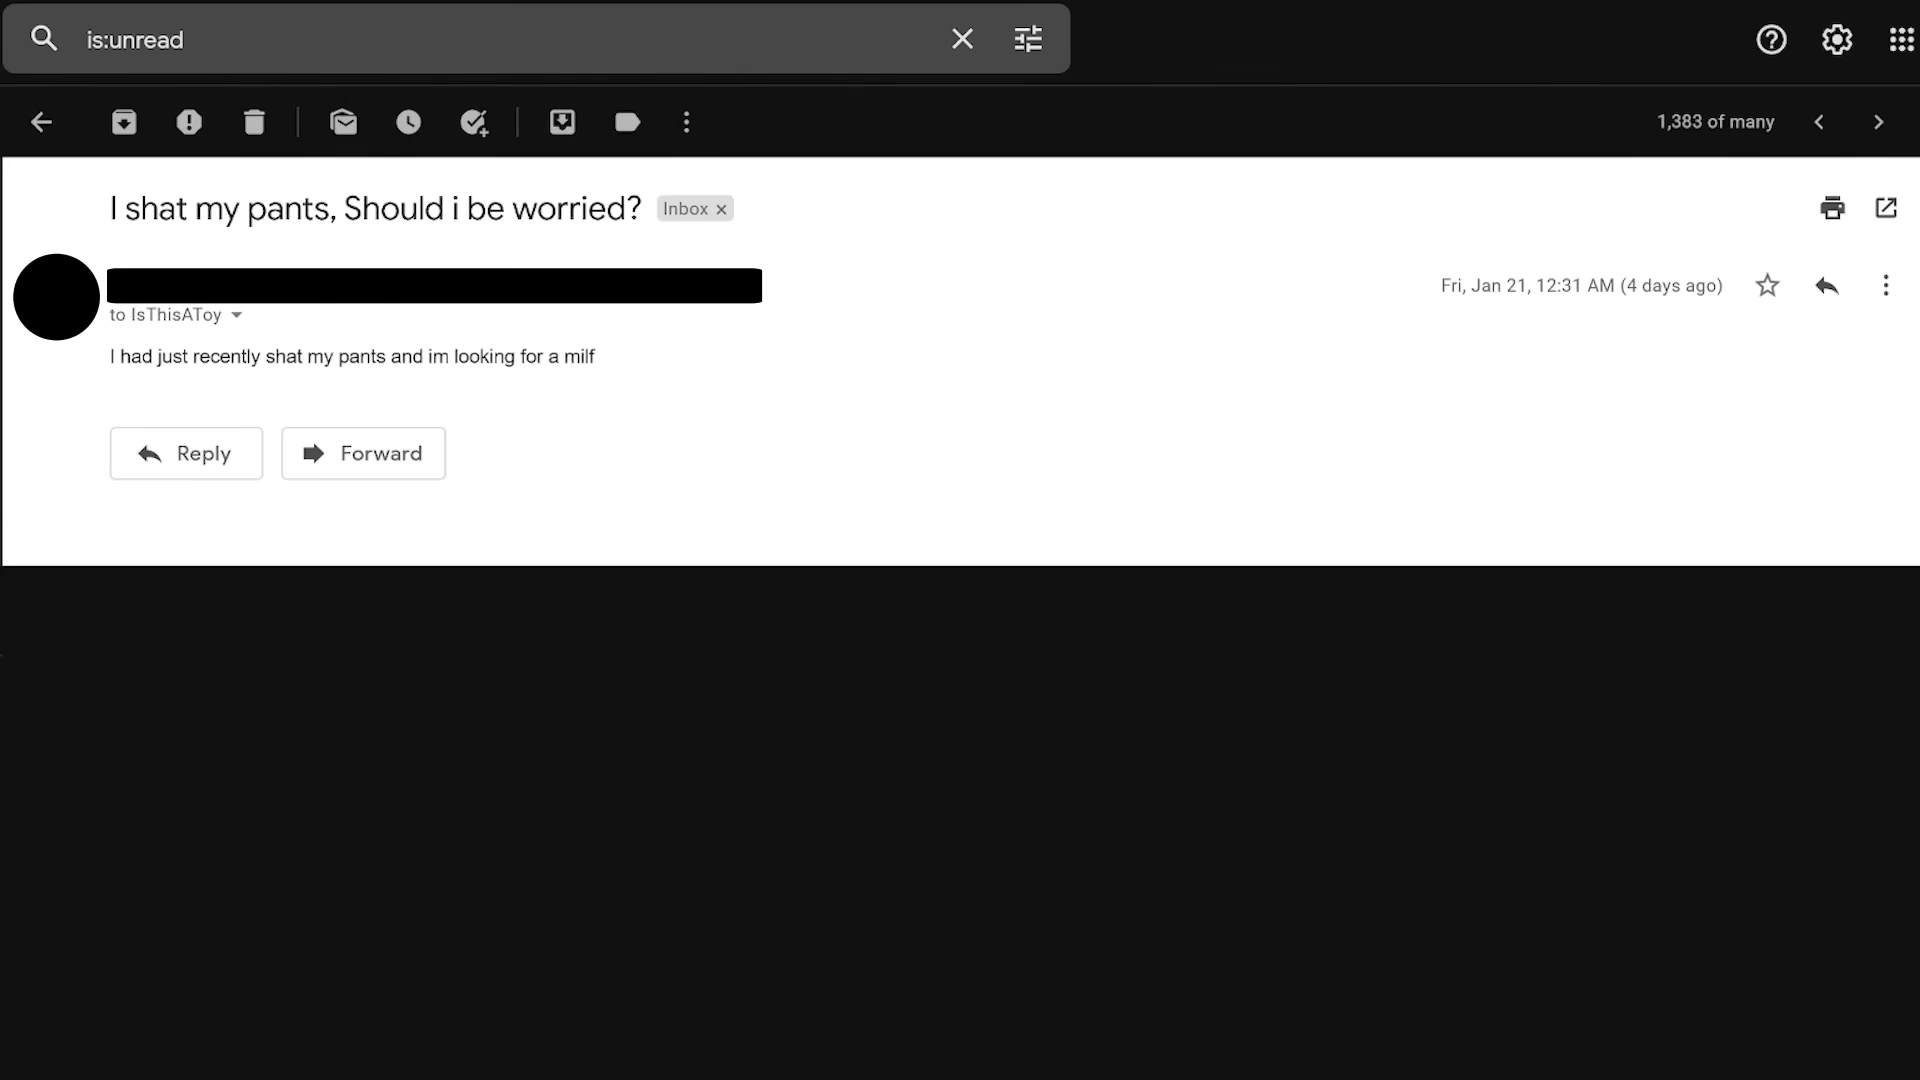 is:unread
1,383 of many
I shat my pants, Should i be worried? Inbox x
Fri, Jan 21, 12:31 AM (4 days ago)
to IsThisAToy
I had just recently shat my pants and im looking for a milf
Reply Forward